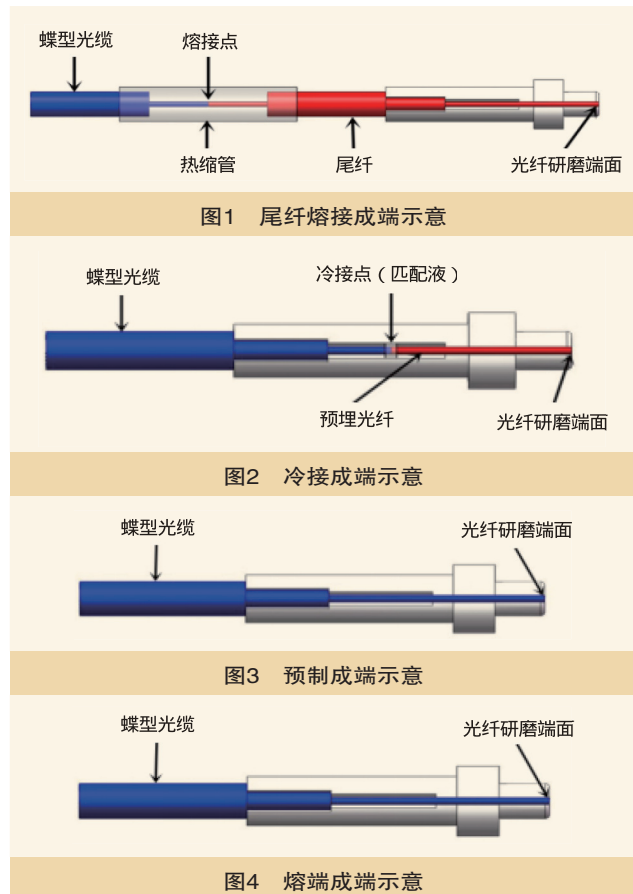 蝶型光缆 熔接点
热缩管 尾纤 光纤研磨端面
图1 尾纤熔接成端示意
蝶型光缆 冷接点（匹配液）
预埋光纤 光纤研磨端面
图2 冷接成端示意
蝶型光缆 光纤研磨端面
图3 预制成端示意
蝶型光缆 光纤研磨端面
图4 熔端成端示意